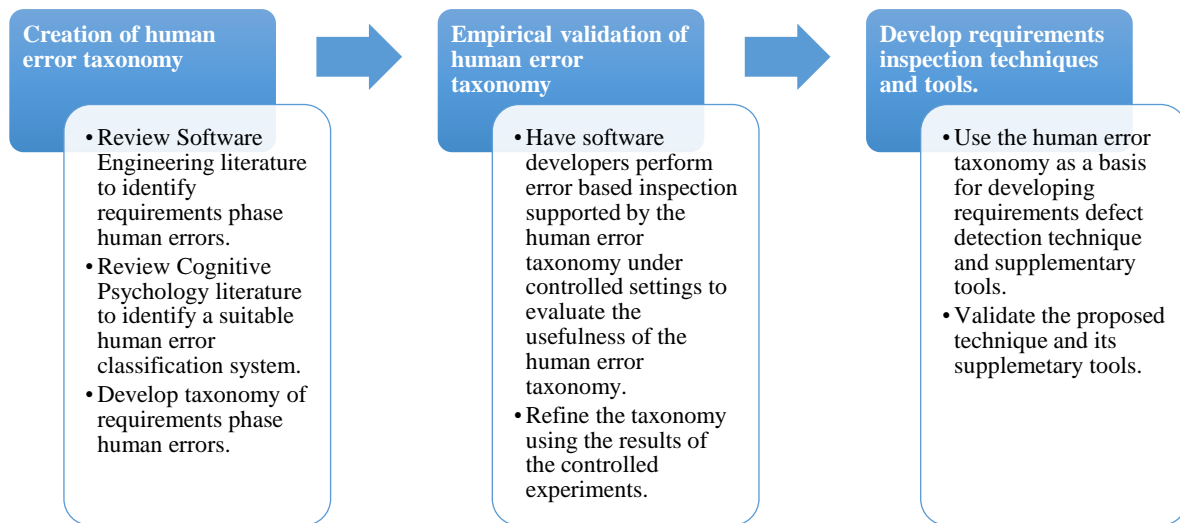 Creation of human
error taxonomy
• Review Software
Engineering literature
to identify
requirements phase
human errors.
• Review Cognitive
Psychology literature
to identify a suitable
human error
classification system.
• Develop taxonomy of
requirements phase
human errors.
Empirical validation of
human error
taxonomy
• Have software
developers perform
error based inspection
supported by the
human error
taxonomy under
controlled settings to
evaluate the
usefulness of the
human error
taxonomy.
• Refine the taxonomy
using the results of
the controlled
experiments.
Develop requirements
inspection techniques
and tools.
• Use the human error
taxonomy as a basis
for developing
requirements defect
detection technique
and supplementary
tools.
• Validate the proposed
technique and its
supplemetary tools.